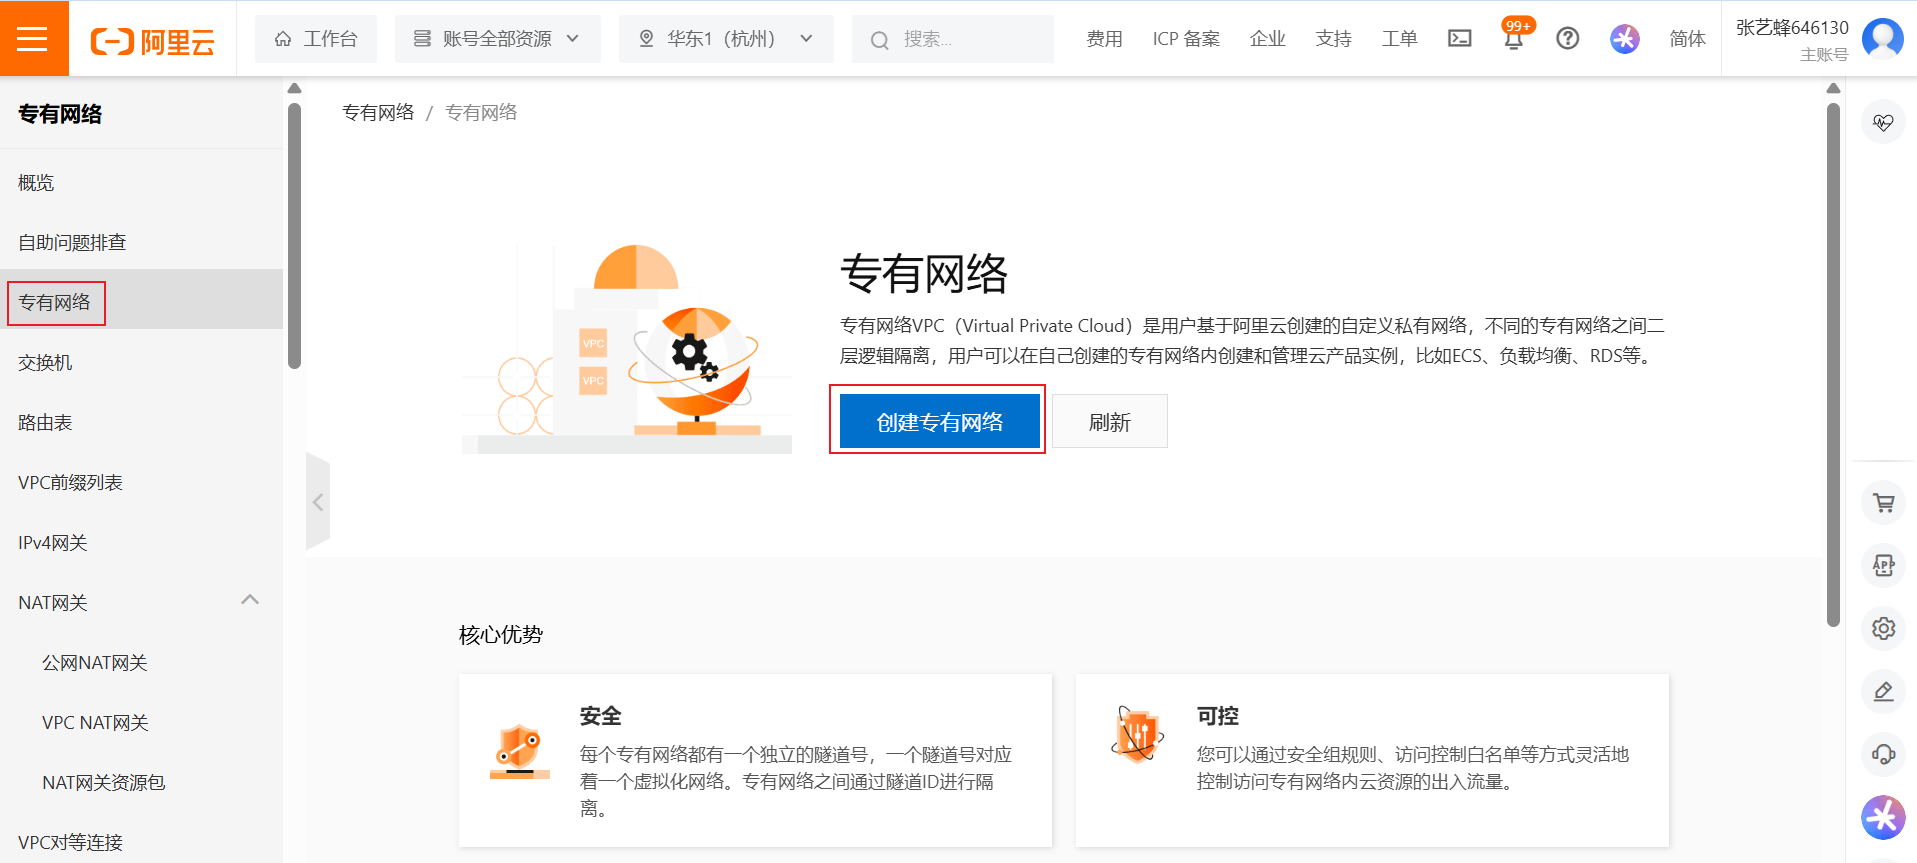 阿里云
工作台
账号全部资源
华东1（杭州）
搜索...
费用
ICP 备案
企业
支持
工单
99+
简体
张艺蜂646130
主账号
专有网络
概览
自助问题排查
专有网络
交换机
路由表
VPC前缀列表
IPv4网关
NAT网关
公网NAT网关
VPC NAT网关
NAT网关资源包
VPC对等连接
专有网络 / 专有网络
VPC
VPC
专有网络
专有网络VPC（Virtual Private Cloud）是用户基于阿里云创建的自定义私有网络，不同的专有网络之间二
层逻辑隔离，用户可以在自己创建的专有网络内创建和管理云产品实例，比如ECS、负载均衡、RDS等。
创建专有网络
刷新
核心优势
安全
每个专有网络都有一个独立的隧道号，一个隧道号对应
着一个虚拟化网络。专有网络之间通过隧道ID进行隔
离。
可控
您可以通过安全组规则、访问控制白名单等方式灵活地
控制访问专有网络内云资源的出入流量。
APP